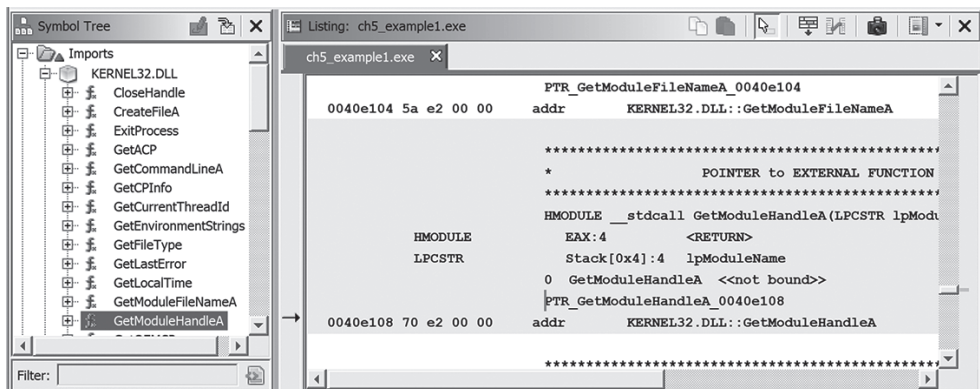 Symbol Tree
Imports
KERNEL32.DLL
CloseHandle
CreateFileA
ExitProcess
GetACP
GetCommandLineA
GetCPInfo
GetCurrentThreadId
GetEnvironmentStrings
GetFileType
GetLastError
GetLocalTime
GetModuleFileNameA
GetModuleHandleA
Filter:
Listing: ch5_example1.exe
ch5_example1.exe
PTR_GetModuleFileNameA_0040e104
0040e104 5a e2 00 00 addr KERNEL32.DLL::GetModuleFileNameA
************************************************
* POINTER to EXTERNAL FUNCTION
************************************************
HMODULE __stdcall GetModuleHandleA(LPCSTR lpModu
HMODULE EAX:4 <RETURN>
LPCSTR Stack[0x4]:4 lpModuleName
0 GetModuleHandleA <<not bound>>
PTR_GetModuleHandleA_0040e108
0040e108 70 e2 00 00 addr KERNEL32.DLL::GetModuleHandleA
************************************************